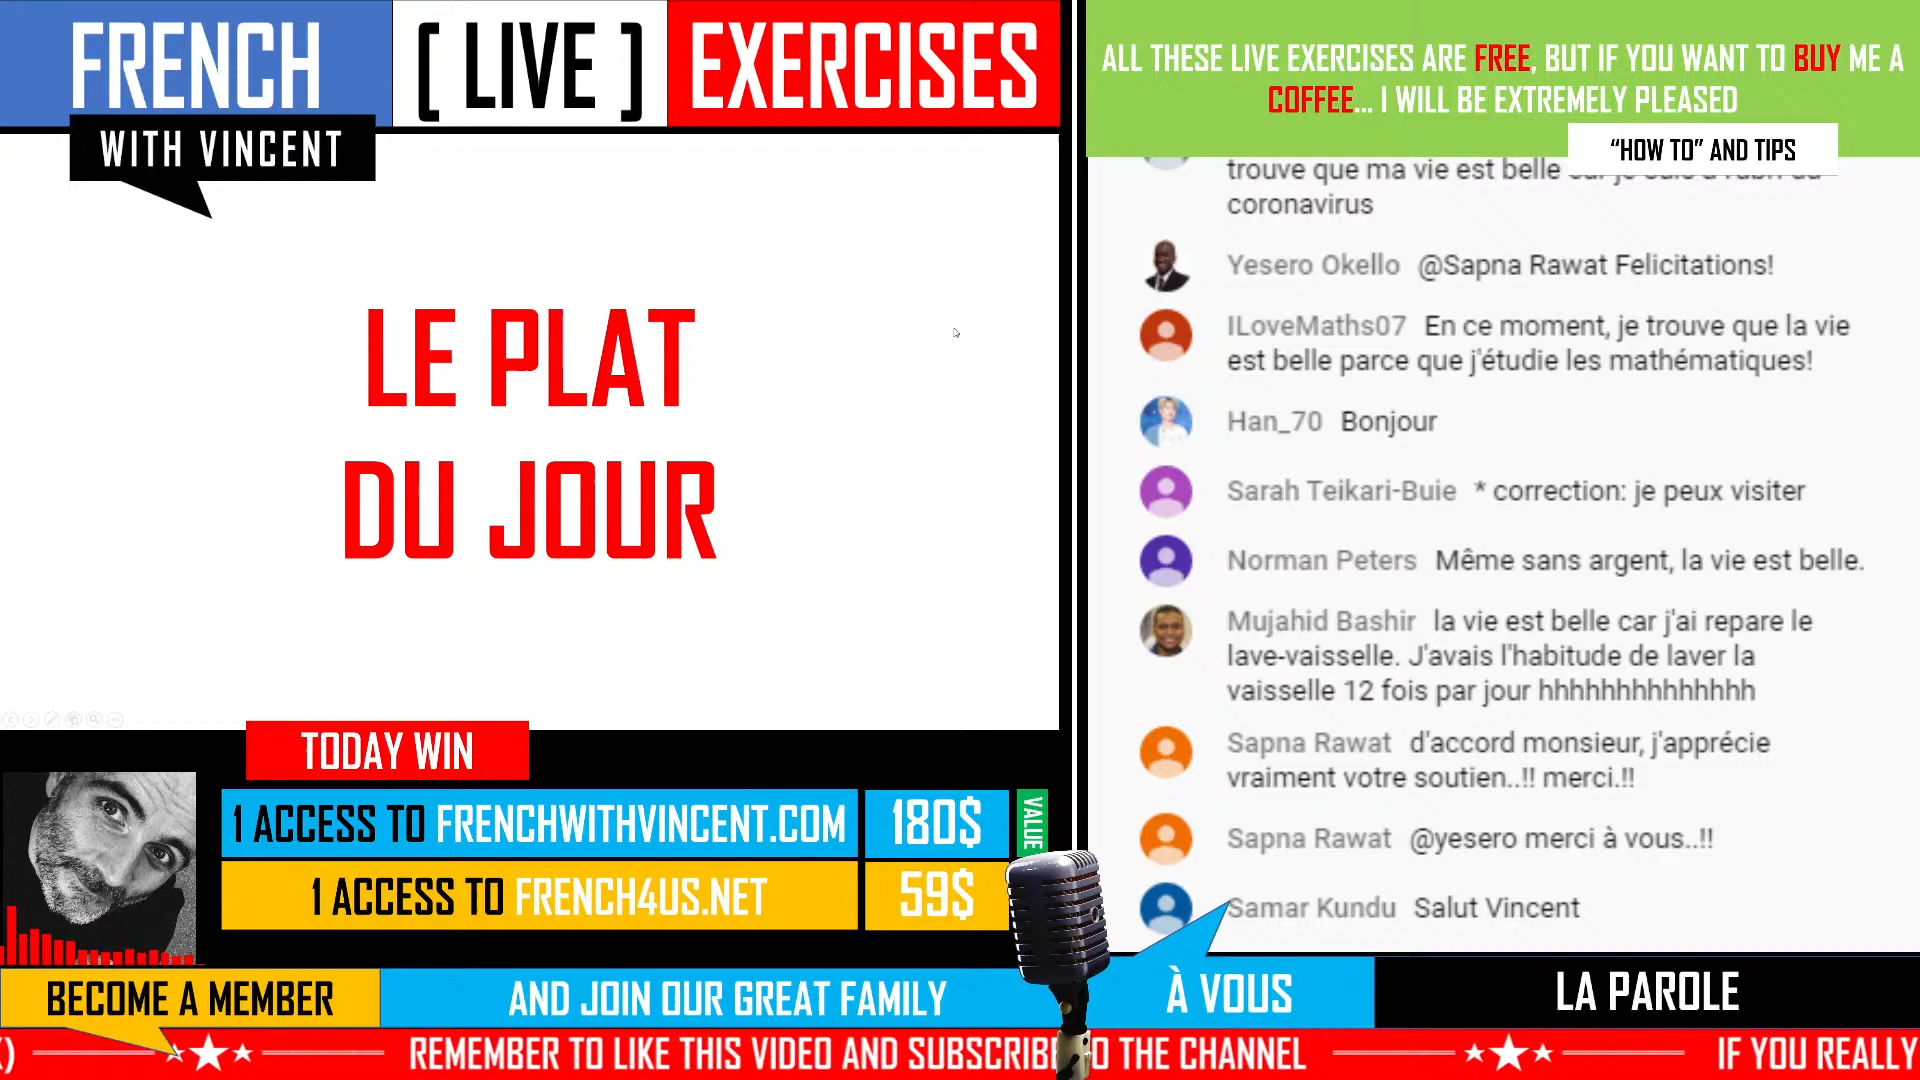 FRENCH [ LIVE ] EXERCISES
WITH VINCENT
LE PLAT
DU JOUR
TODAY WIN
1 ACCESS TO FRENCHWITHVINCENT.COM 180$
VALUE
1 ACCESS TO FRENCH4US.NET 59$
BECOME A MEMBER AND JOIN OUR GREAT FAMILY
ALL THESE LIVE EXERCISES ARE FREE, BUT IF YOU WANT TO BUY ME A
COFFEE... I WILL BE EXTREMELY PLEASED
“HOW TO” AND TIPS
trouve que ma vie est belle
coronavirus
Yesero Okello @Sapna Rawat Felicitations!
ILoveMaths07 En ce moment, je trouve que la vie
est belle parce que j'étudie les mathématiques!
Han_70 Bonjour
Sarah Teikari-Buie * correction: je peux visiter
Norman Peters Même sans argent, la vie est belle.
Mujahid Bashir la vie est belle car j'ai repare le
lave-vaisselle. J'avais l'habitude de laver la
vaisselle 12 fois par jour hhhhhhhhhhhhhh
Sapna Rawat d'accord monsieur, j'apprécie
vraiment votre soutien..!! merci.!!
Sapna Rawat @yesero merci à vous..!!
Samar Kundu Salut Vincent
À VOUS LA PAROLE
) REMEMBER TO LIKE THIS VIDEO AND SUBSCRIBE TO THE CHANNEL IF YOU REALLY